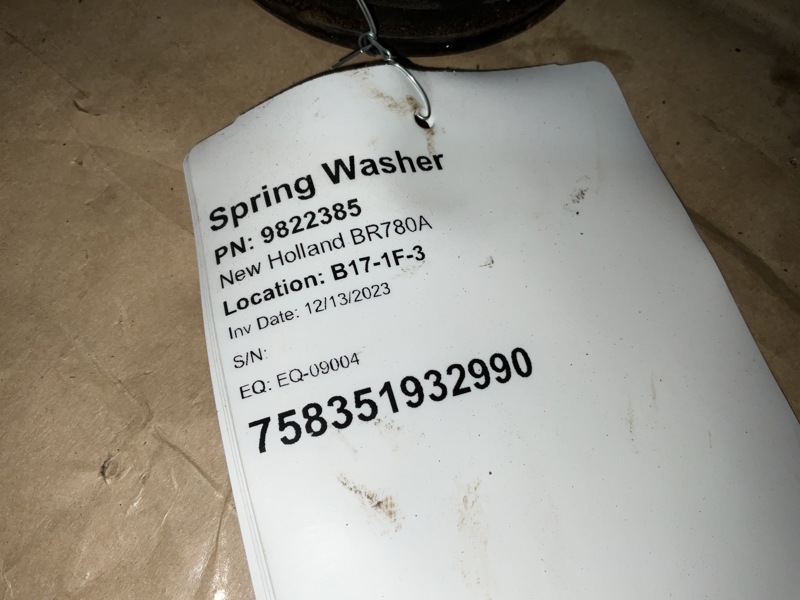 Spring Washer
PN: 9822385
New Holland BR780A
Location: B17-1F-3
Inv Date: 12/13/2023
S/N:
EQ: EQ-09004
758351932990